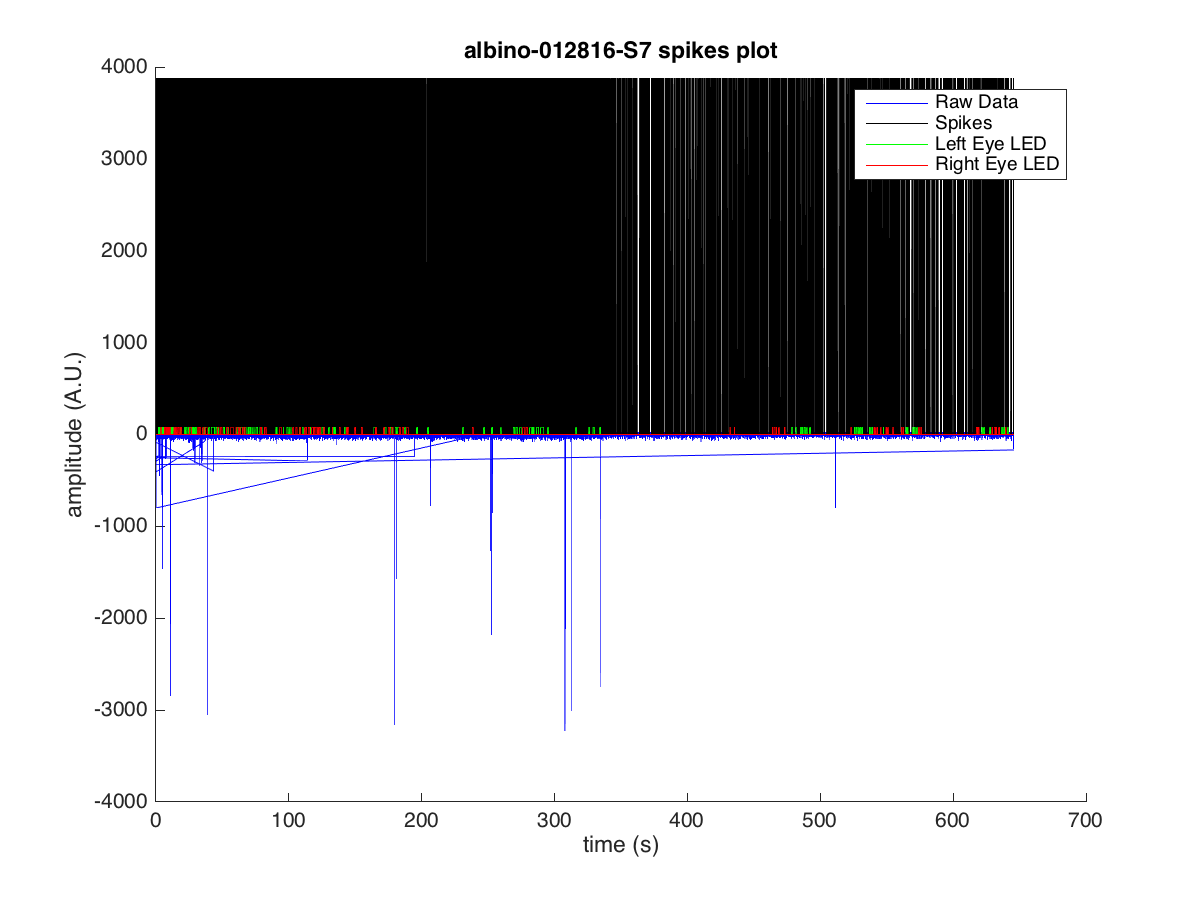 albino-012816-S7 spikes plot
4000
3000
2000
1000
0
-1000
-2000
-3000
-4000
amplitude (A.U.)
Raw Data
Spikes
Left Eye LED
Right Eye LED
0 100 200 300 400 500 600 700
time (s)